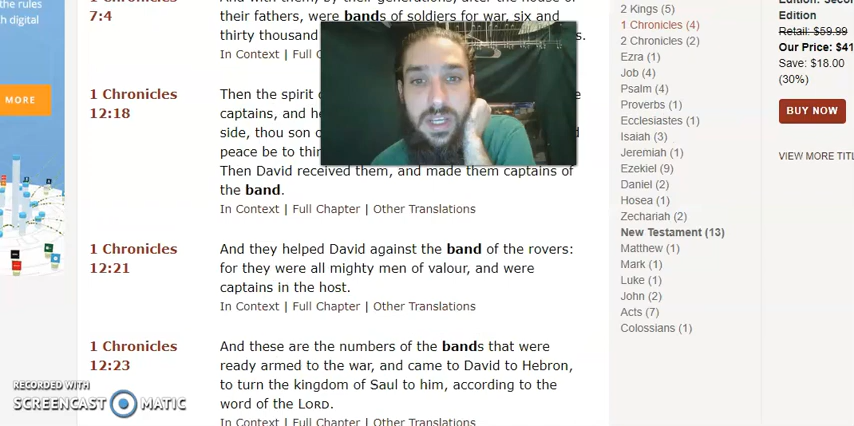 the rules
h digital
MORE
1 Chronicles
7:4
their fathers, were bands of soldiers for war, six and
thirty thousand
s.
In Context | Full C
1 Chronicles
12:18
Then the spirit
captains, and he
side, thou son o
peace be to thin
Then David received them, and made them captains of
the band.
In Context | Full Chapter | Other Translations
1 Chronicles
12:21
And they helped David against the band of the rovers:
for they were all mighty men of valour, and were
captains in the host.
In Context | Full Chapter | Other Translations
1 Chronicles
12:23
And these are the numbers of the bands that were
ready armed to the war, and came to David to Hebron,
to turn the kingdom of Saul to him, according to the
word of the LORD.
In Context | Full Chapter | Other Translations
RECORDED WITH
SCREENCAST MATIC
2 Kings (5)
1 Chronicles (4)
2 Chronicles (2)
Ezra (1)
Job (4)
Psalm (4)
Proverbs (1)
Ecclesiastes (1)
Isaiah (3)
Jeremiah (1)
Ezekiel (9)
Daniel (2)
Hosea (1)
Zechariah (2)
New Testament (13)
Matthew (1)
Mark (1)
Luke (1)
John (2)
Acts (7)
Colossians (1)
Edition
Retail: $59.99
Our Price: $41
Save: $18.00
(30%)
BUY NOW
VIEW MORE TITL